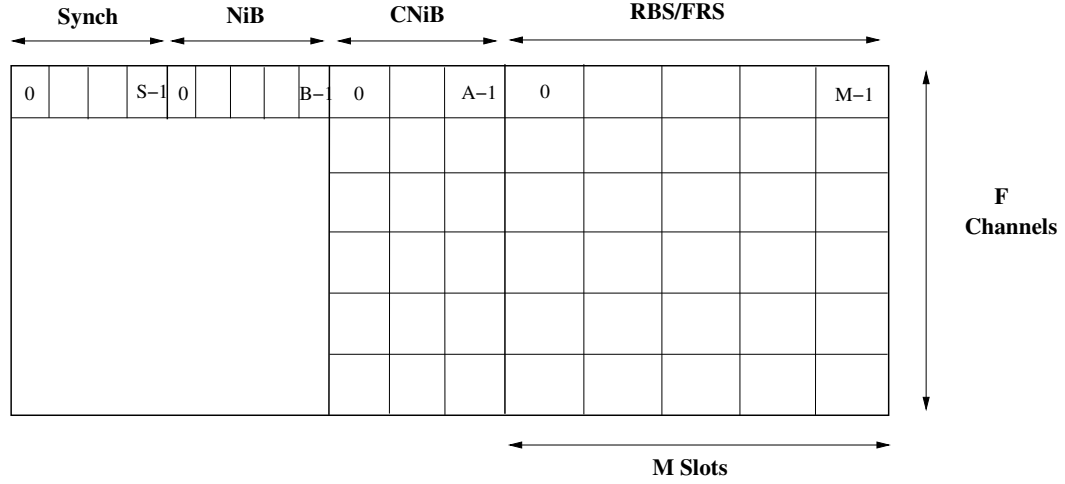 Synch NiB CNiB RBS/FRS
0 S−1 0 B−1 0 A−1 0 M−1
F
Channels
M Slots